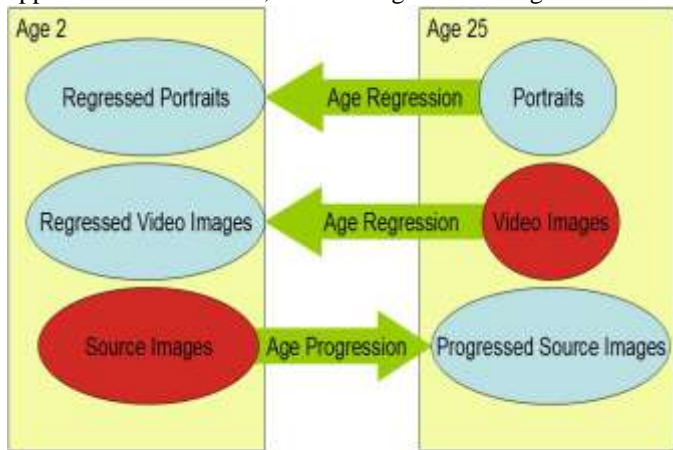 Age 2
Age 25
Regressed Portraits
Age Regression
Portraits
Regressed Video Images
Age Regression
Video Images
Source Images
Age Progression
Progressed Source Images